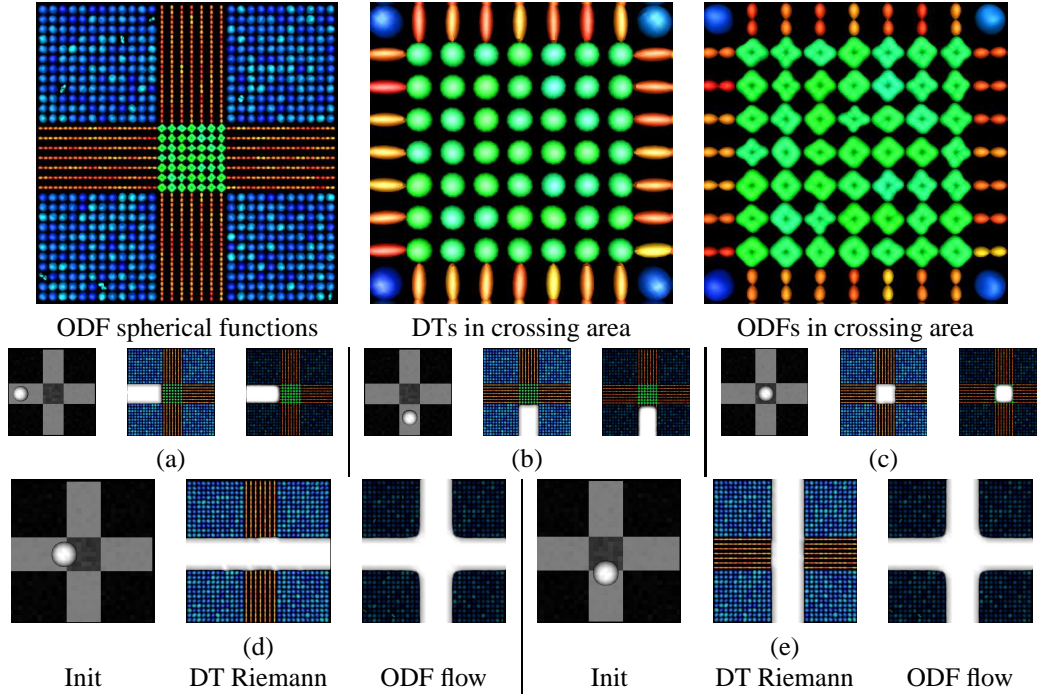 ODF spherical functions
DTs in crossing area
ODFs in crossing area
(a)
(b)
(c)
(d)
(e)
Init
DT Riemann
ODF flow
Init
DT Riemann
ODF flow